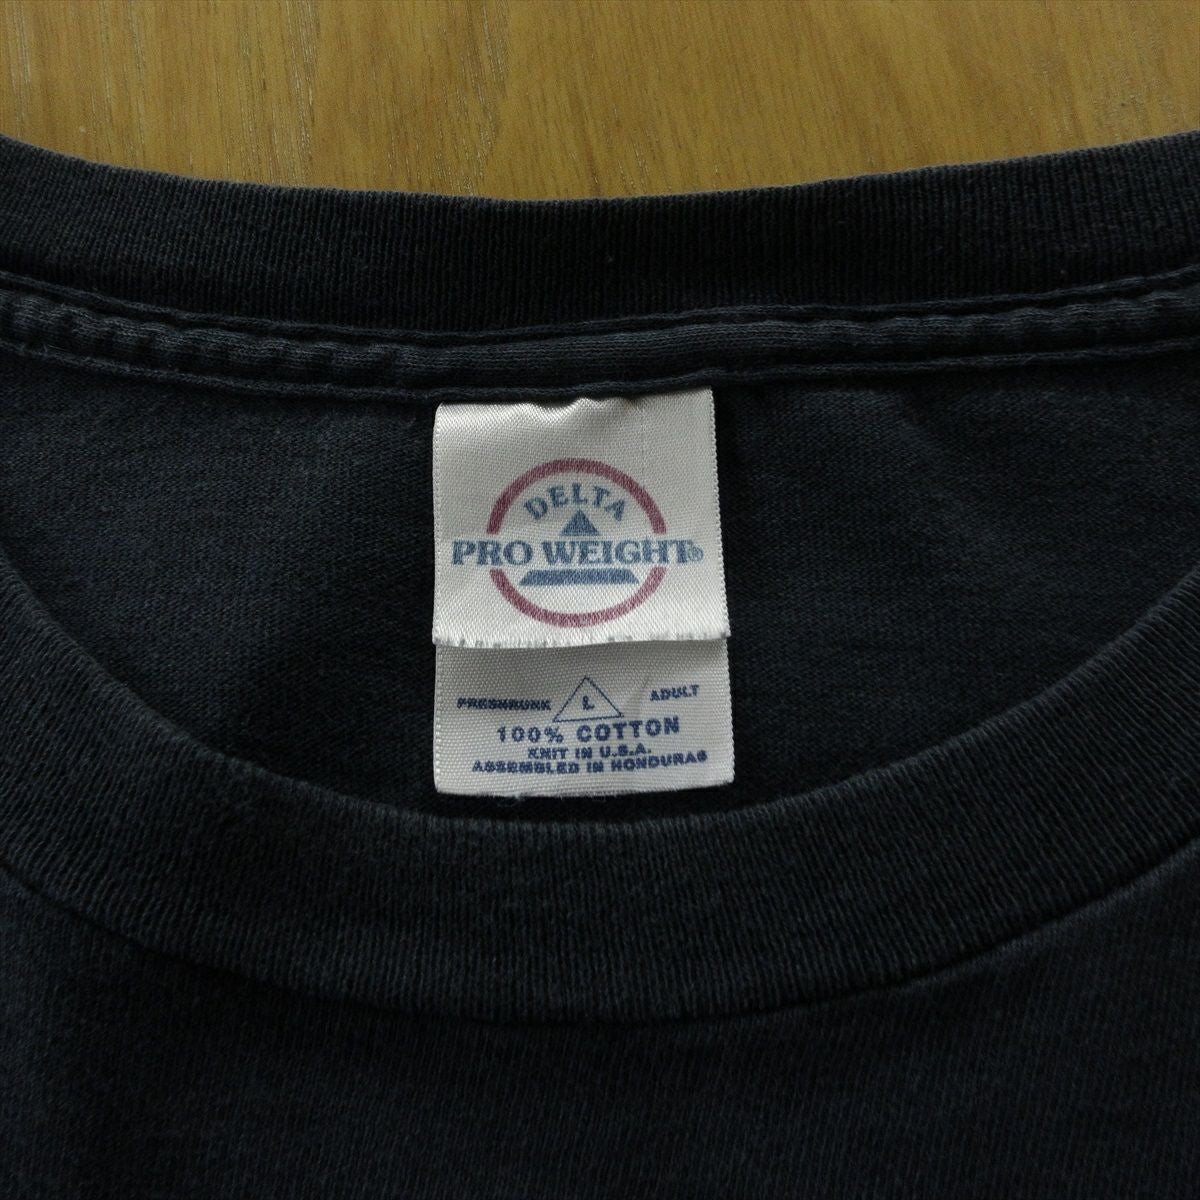 DELTA
PRO WEIGHT®
PRESHRUNK L ADULT
100% COTTON
KNIT IN U.S.A.
ASSEMBLED IN HONDURAS